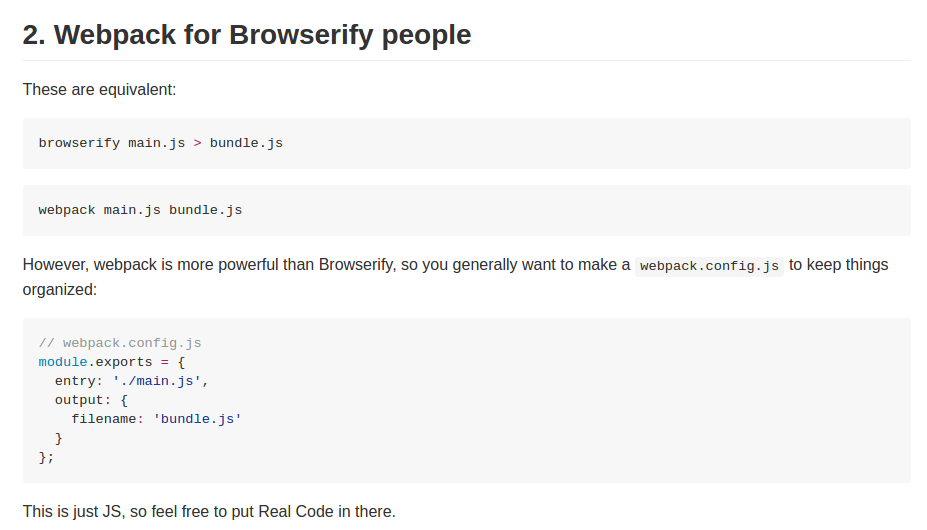 2. Webpack for Browserify people
These are equivalent:
browserify main.js > bundle.js
webpack main.js bundle.js
However, webpack is more powerful than Browserify, so you generally want to make a webpack.config.js to keep things
organized:
// webpack.config.js
module.exports = {
  entry: './main.js',
  output: {
    filename: 'bundle.js'
  }
};
This is just JS, so feel free to put Real Code in there.